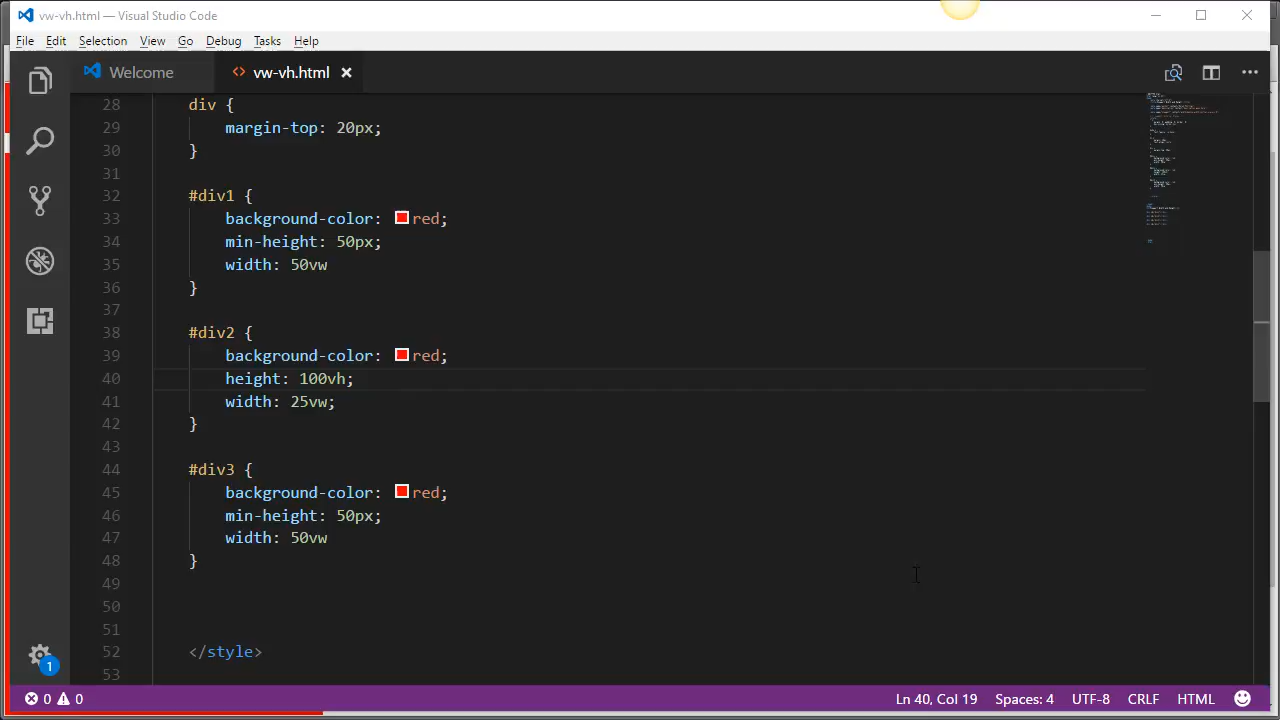 vw-vh.html — Visual Studio Code
File Edit Selection View Go Debug Tasks Help
Welcome vw-vh.html
28 div {
29 margin-top: 20px;
30 }
31
32 #div1 {
33 background-color: red;
34 min-height: 50px;
35 width: 50vw
36 }
37
38 #div2 {
39 background-color: red;
40 height: 100vh;
41 width: 25vw;
42 }
43
44 #div3 {
45 background-color: red;
46 min-height: 50px;
47 width: 50vw
48 }
49
50
51
52 </style>
53
1
0 0 Ln 40, Col 19 Spaces: 4 UTF-8 CRLF HTML